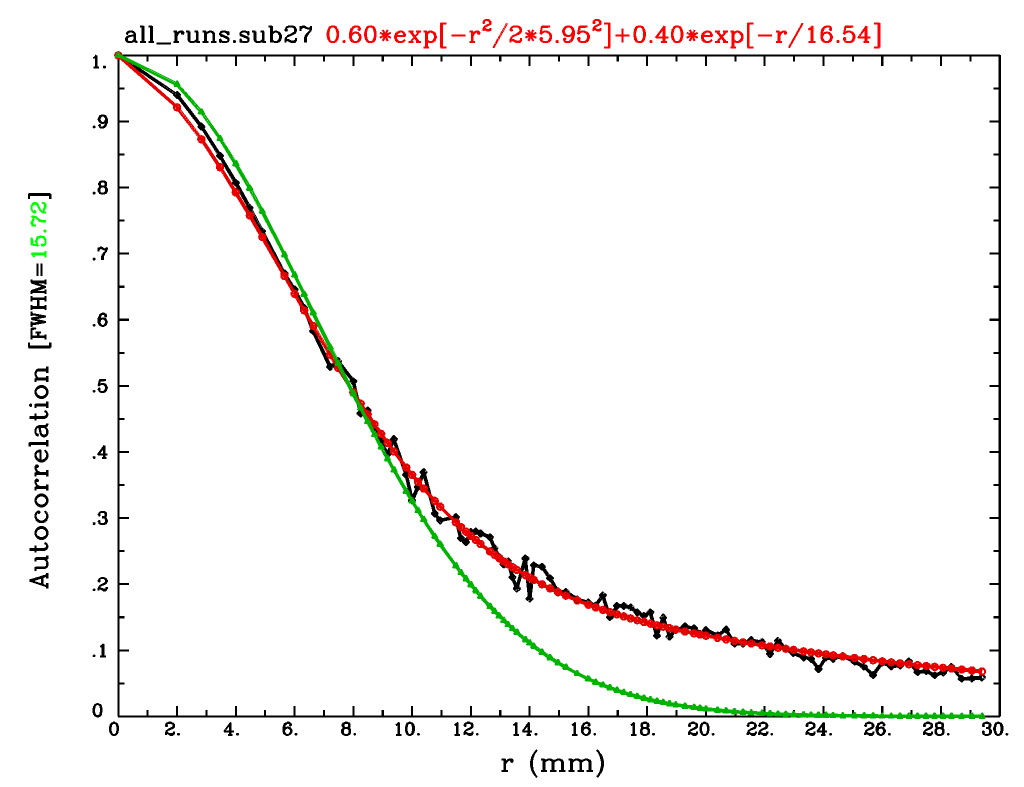 all_runs.sub27 0.60*exp[-r²/2*5.95²]+0.40*exp[-r/16.54]
1.
.9
.8
.7
.6
.5
.4
.3
.2
.1
0
Autocorrelation [FWHM=15.72]
0 2. 4. 6. 8. 10. 12. 14. 16. 18. 20. 22. 24. 26. 28. 30.
r (mm)